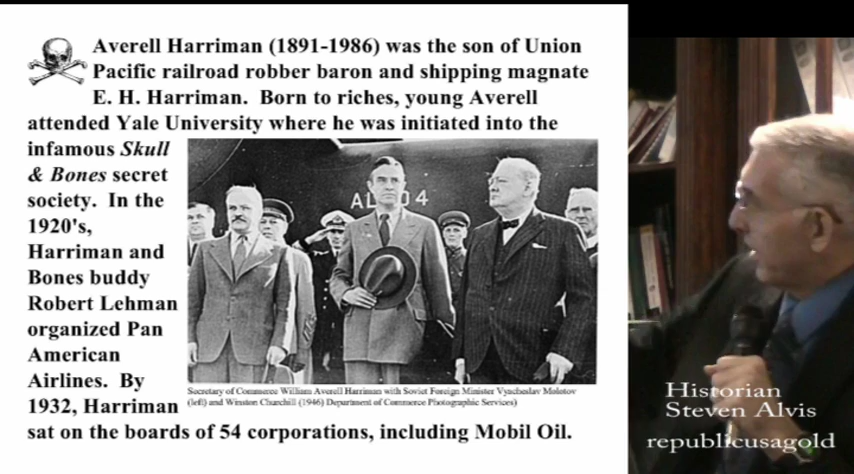 Averell Harriman (1891-1986) was the son of Union
Pacific railroad robber baron and shipping magnate
E. H. Harriman. Born to riches, young Averell
attended Yale University where he was initiated into the
infamous Skull
& Bones secret
society. In the
1920's,
Harriman and
Bones buddy
Robert Lehman
organized Pan
American
Airlines. By
1932, Harriman
sat on the boards of 54 corporations, including Mobil Oil.
AL 04
Secretary of Commerce William Averell Harriman with Soviet Foreign Minister Vyacheslav Molotov
(left) and Winston Churchill (1946) Department of Commerce Photographic Services)
Historian
Steven Alvis
republicusagold